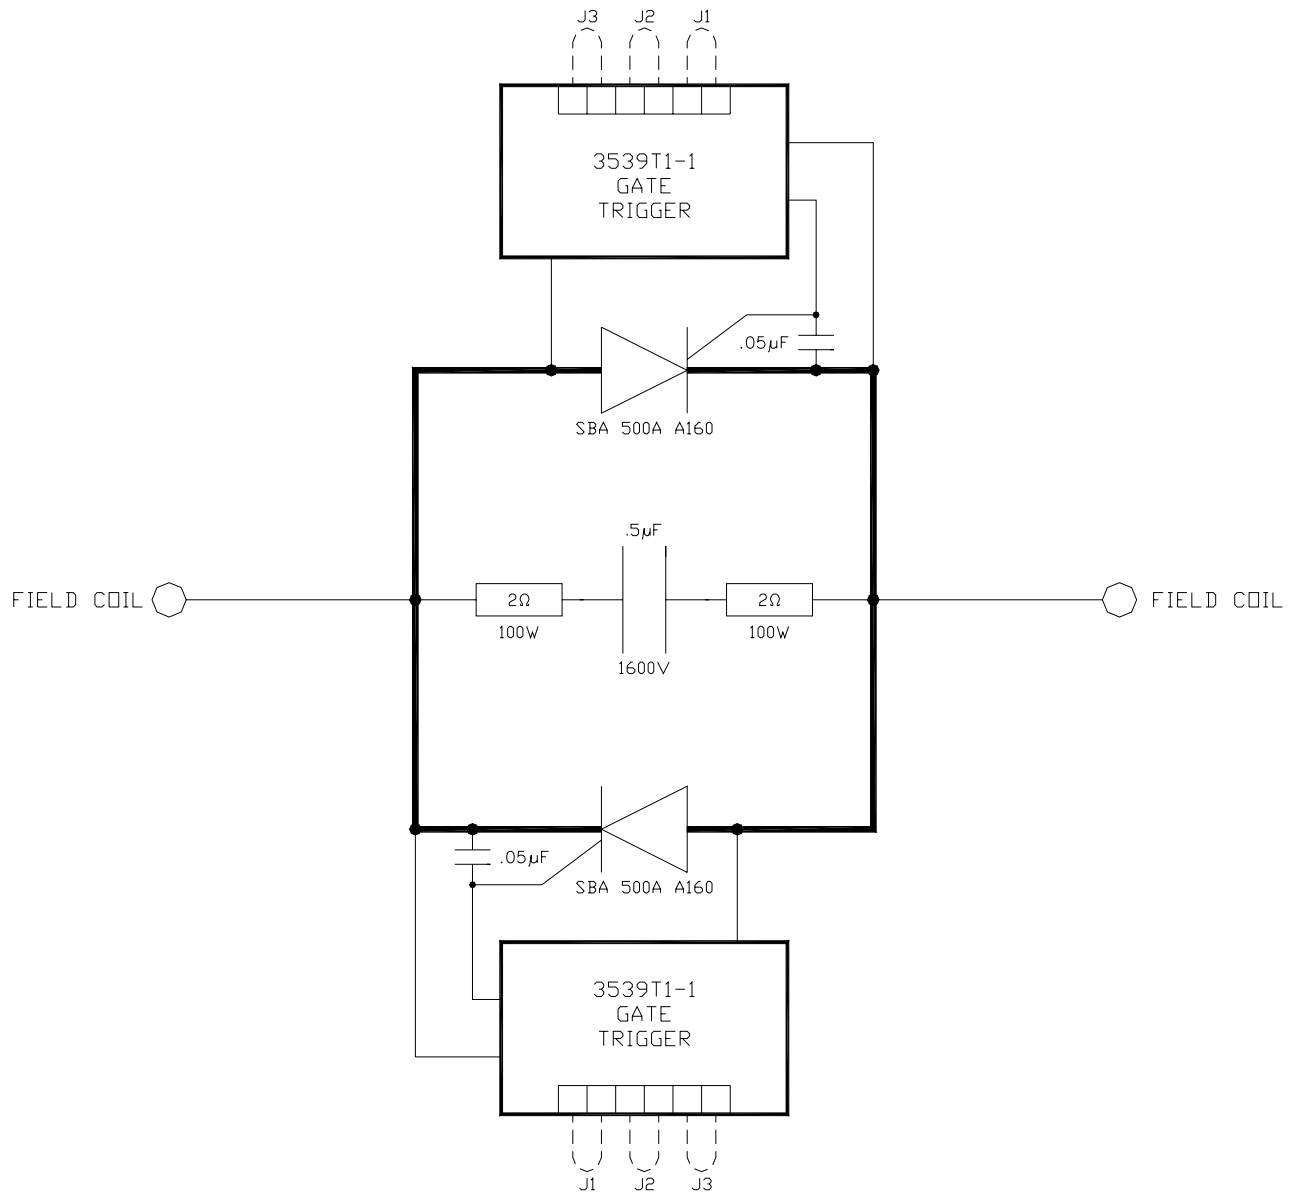 J3 J2 J1
3539T1-1
GATE
TRIGGER
.05µF
SBA 500A A160
.5µF
FIELD COIL
2Ω
2Ω
FIELD COIL
100W
100W
1600V
.05µF
SBA 500A A160
3539T1-1
GATE
TRIGGER
J1 J2 J3